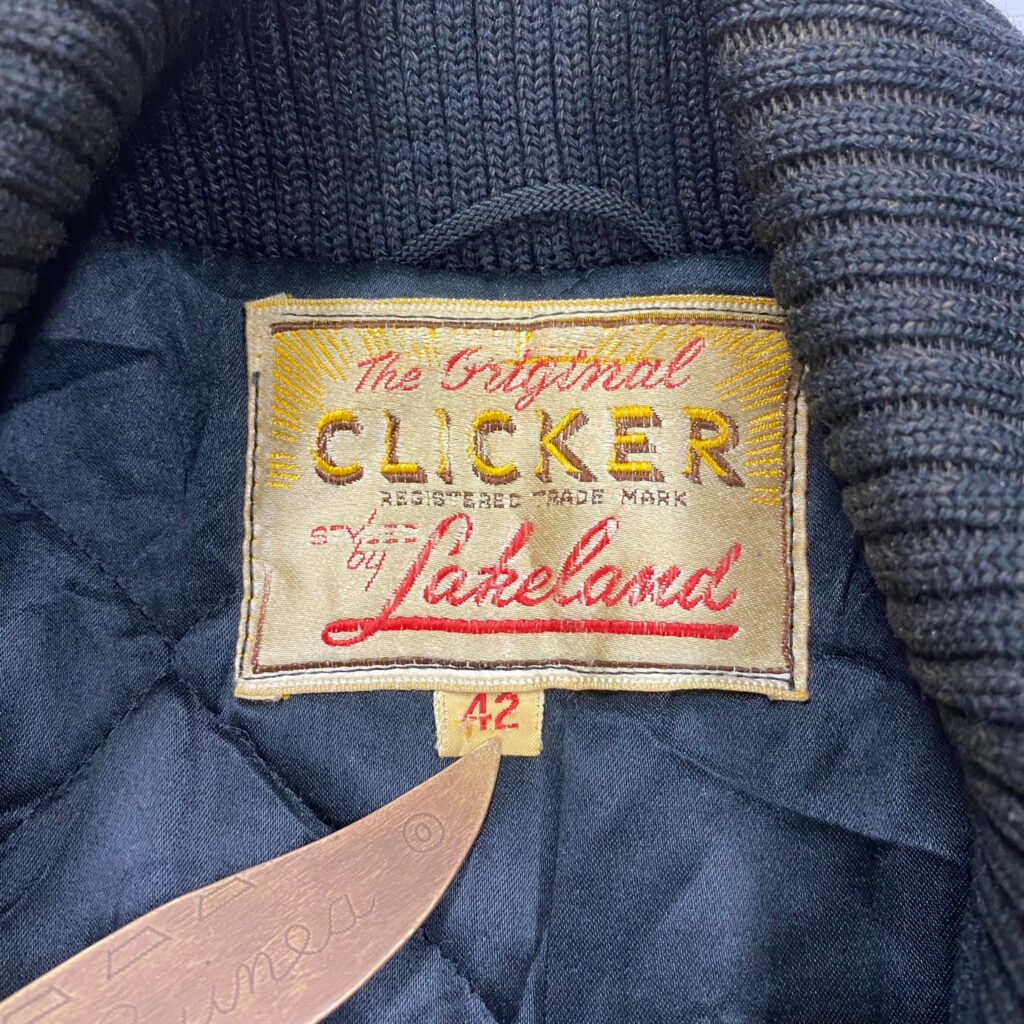 The Original
CLICKER
REGISTERED TRADE MARK
STYLED
by Lakeland
42